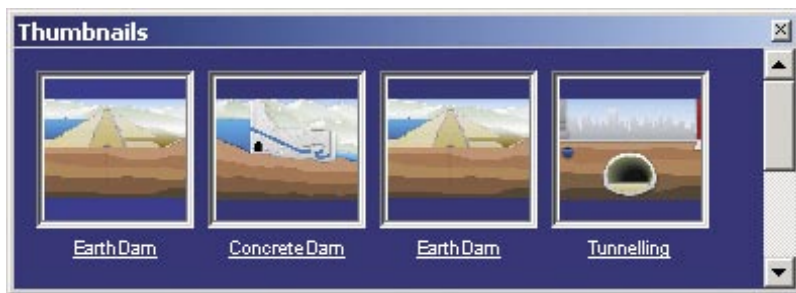 Thumbnails
Earth Dam
Concrete Dam
Earth Dam
Tunnelling